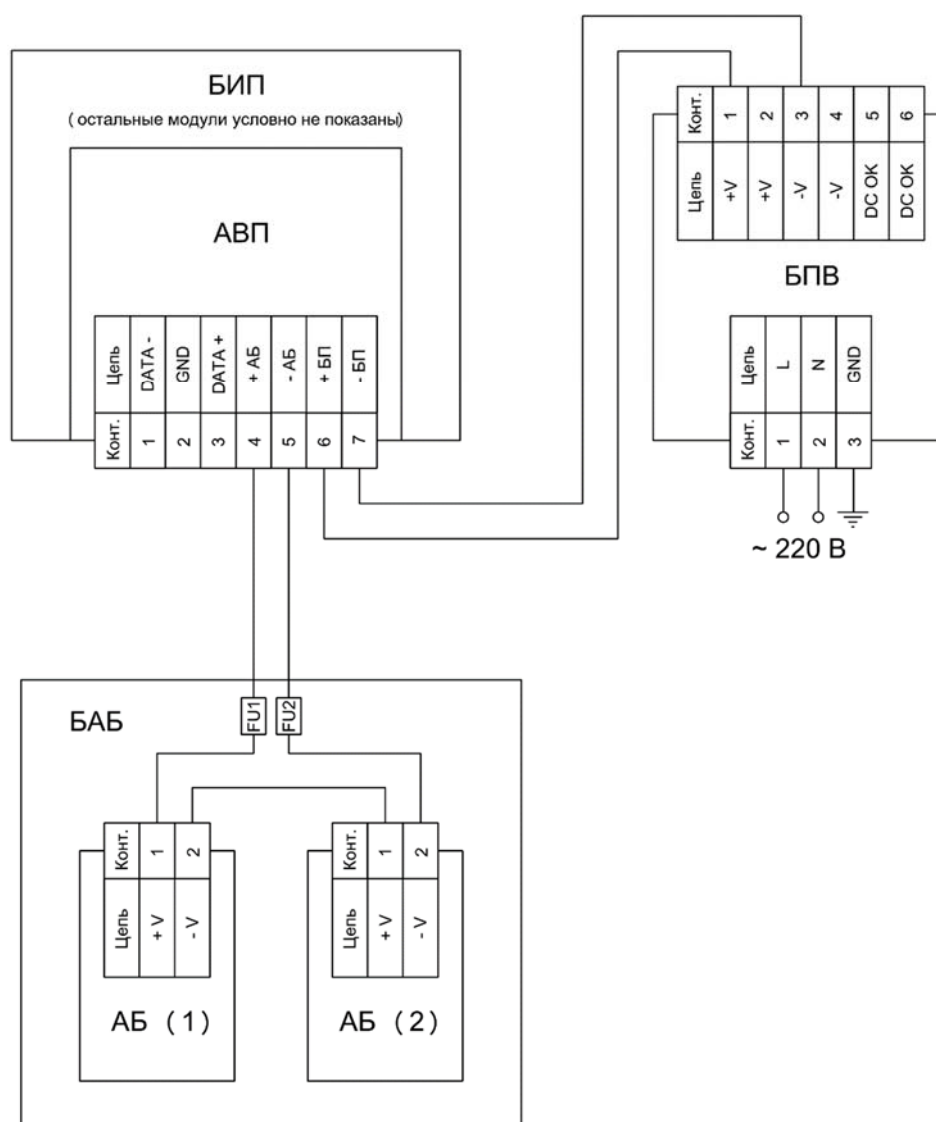 БИП
( остальные модули условно не показаны)
АВП
Цепь DATA - GND DATA + + АБ - АБ + БП - БП
Конт. 1 2 3 4 5 6 7
Конт. 1 2 3 4 5 6
Цепь +V +V -V -V DC OK DC OK
БПВ
Цепь L N GND
Конт. 1 2 3
~ 220 В
БАБ
FU1 FU2
Конт. 1 2
Цепь + V - V
АБ ( 1 )
Конт. 1 2
Цепь + V - V
АБ ( 2 )